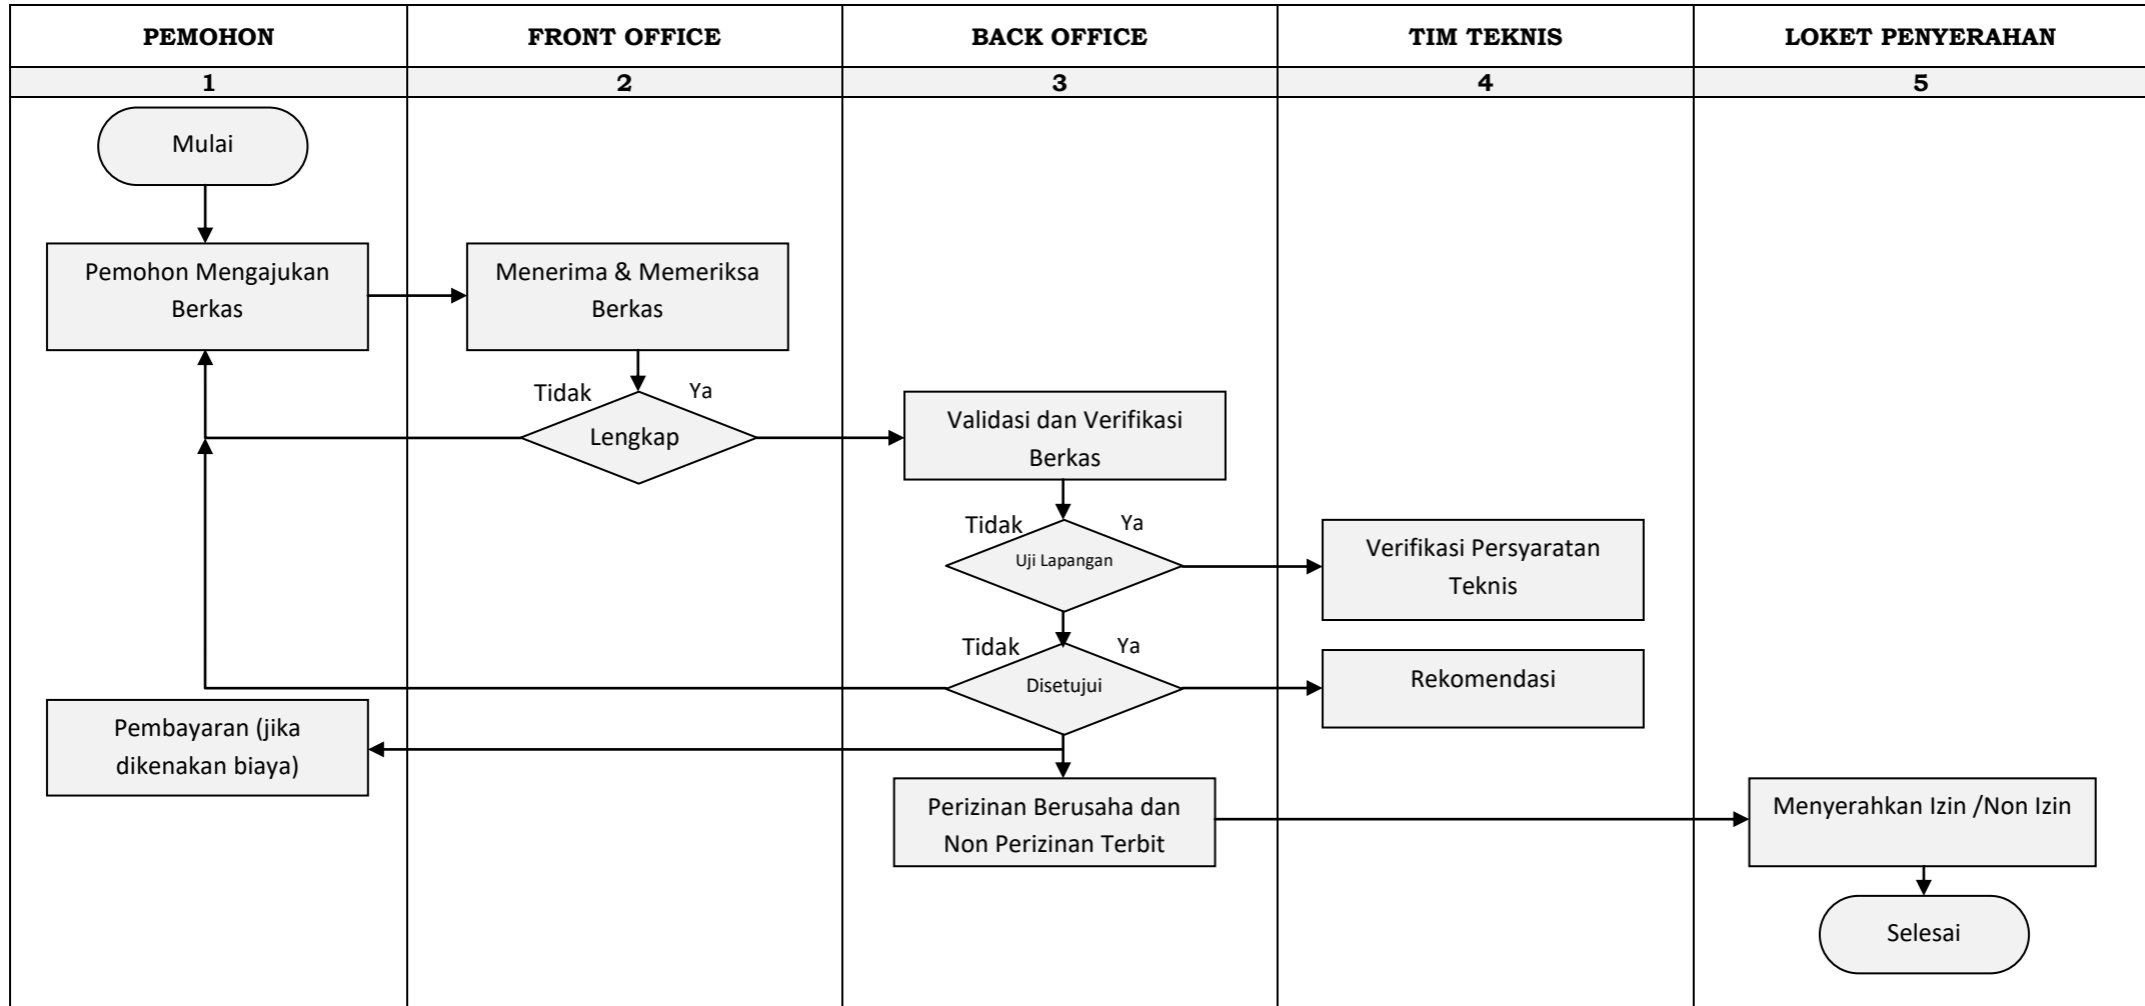 PEMOHON
FRONT OFFICE
BACK OFFICE
TIM TEKNIS
LOKET PENYERAHAN
1
2
3
4
5
Mulai
Pemohon Mengajukan
Berkas
Menerima & Memeriksa
Berkas
Tidak
Ya
Lengkap
Validasi dan Verifikasi
Berkas
Tidak
Ya
Uji Lapangan
Verifikasi Persyaratan
Teknis
Tidak
Ya
Disetujui
Rekomendasi
Pembayaran (jika
dikenakan biaya)
Perizinan Berusaha dan
Non Perizinan Terbit
Menyerahkan Izin /Non Izin
Selesai